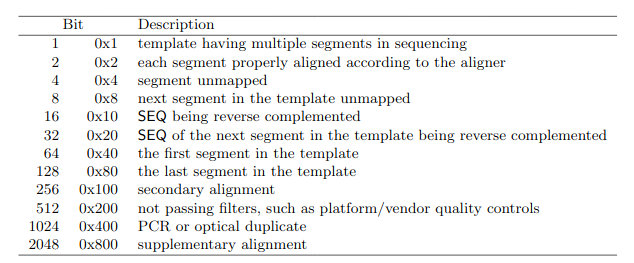 Bit Description
1 0x1 template having multiple segments in sequencing
2 0x2 each segment properly aligned according to the aligner
4 0x4 segment unmapped
8 0x8 next segment in the template unmapped
16 0x10 SEQ being reverse complemented
32 0x20 SEQ of the next segment in the template being reverse complemented
64 0x40 the first segment in the template
128 0x80 the last segment in the template
256 0x100 secondary alignment
512 0x200 not passing filters, such as platform/vendor quality controls
1024 0x400 PCR or optical duplicate
2048 0x800 supplementary alignment